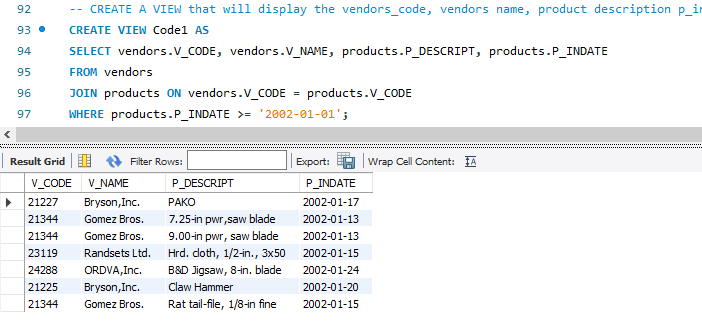 92 -- CREATE A VIEW that will display the vendors_code, vendors name, product description p_in
93 CREATE VIEW Code1 AS
94 SELECT vendors.V_CODE, vendors.V_NAME, products.P_DESCRIPT, products.P_INDATE
95 FROM vendors
96 JOIN products ON vendors.V_CODE = products.V_CODE
97 WHERE products.P_INDATE >= '2002-01-01';
Result Grid Filter Rows: Export: Wrap Cell Content:
V_CODE V_NAME P_DESCRIPT P_INDATE
21227 Bryson,Inc. PAKO 2002-01-17
21344 Gomez Bros. 7.25-in pwr,saw blade 2002-01-13
21344 Gomez Bros. 9.00-in pwr, saw blade 2002-01-13
23119 Randsets Ltd. Hrd. cloth, 1/2-in., 3x50 2002-01-15
24288 ORDVA,Inc. B&D Jigsaw, 8-in. blade 2002-01-24
21225 Bryson,Inc. Claw Hammer 2002-01-20
21344 Gomez Bros. Rat tail-file, 1/8-in fine 2002-01-15